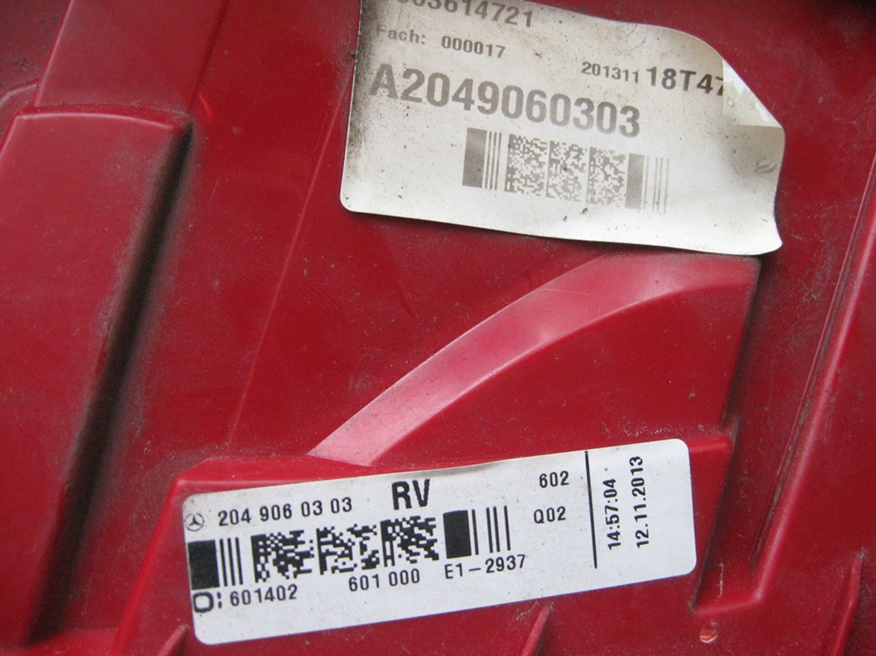 Fach: 000017
201311 18T47
A2049060303
204 906 03 03 RV 602
Q02
601402 601 000 E1-2937
14:57:04
12.11.2013